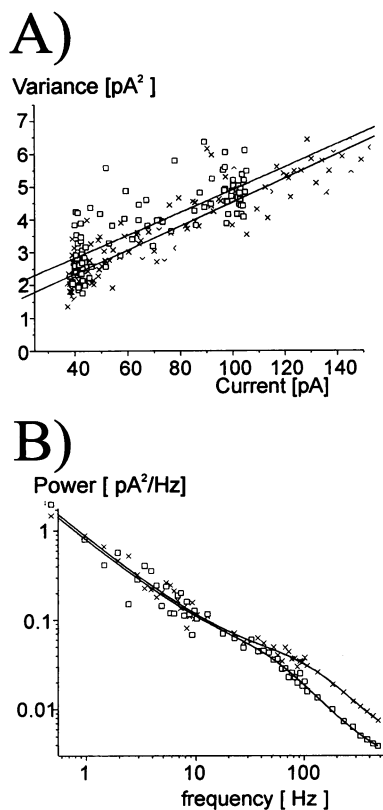 A)
Variance [pA²]
7
6
5
4
3
2
1
0
40 60 80 100 120 140
Current [pA]
B)
Power [ pA²/Hz]
1
0.1
0.01
1 10 100
frequency [ Hz ]